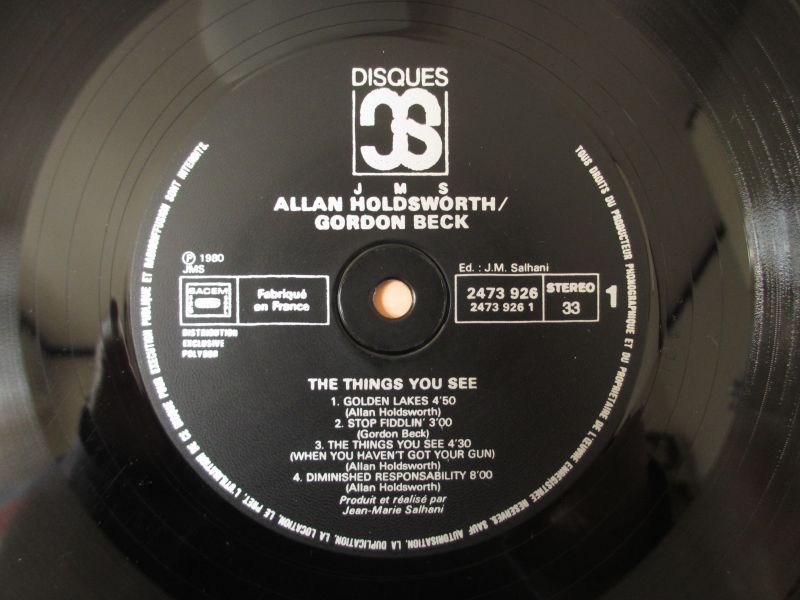 DISQUES
JMS
ALLAN HOLDSWORTH/
GORDON BECK
℗ 1980
JMS
SACEM
Fabriqué
en France
DISTRIBUTION
EXCLUSIVE
POLYDOR
Ed. : J.M. Salhani
2473 926
2473 926 1
STEREO
33
1
THE THINGS YOU SEE
1. GOLDEN LAKES 4'50
(Allan Holdsworth)
2. STOP FIDDLIN' 3'00
(Gordon Beck)
3. THE THINGS YOU SEE 4'30
(WHEN YOU HAVEN'T GOT YOUR GUN)
(Allan Holdsworth)
4. DIMINISHED RESPONSABILITY 8'00
(Allan Holdsworth)
Produit et réalisé par
Jean-Marie Salhani
TOUS DROITS DU PRODUCTEUR PHONOGRAPHIQUE ET DU PROPRIETAIRE DE L'ŒUVRE ENREGISTREE RESERVES. SAUF AUTORISATION, LA DUPLICATION, LA LOCATION, LE PRET, L'UTILISATION DE CE DISQUE POUR EXECUTION PUBLIQUE ET RADIODIFFUSION SONT INTERDITS.